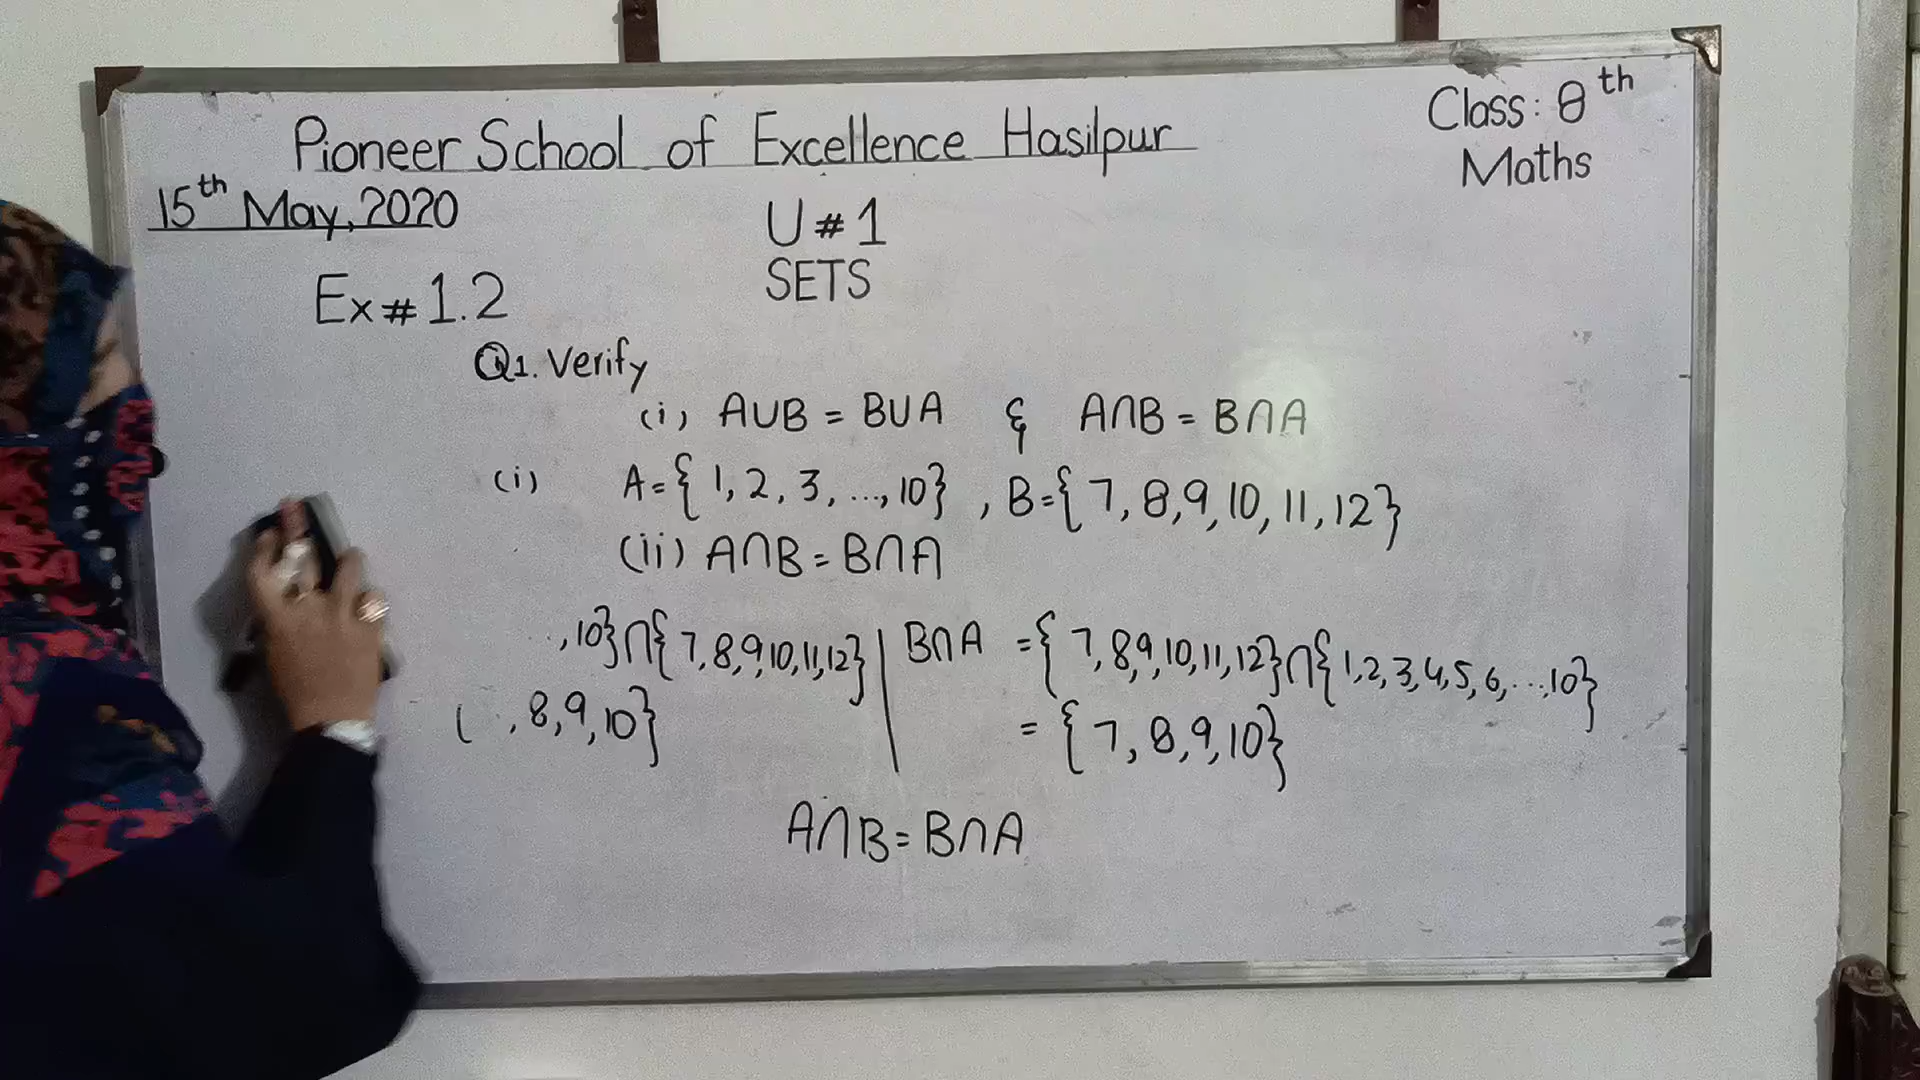 Pioneer School of Excellence Hasilpur
Class: 8th
Maths
15th May, 2020
U # 1
SETS
Ex # 1.2
Q1. Verify
(i) A∪B = B∪A & A∩B = B∩A
(i) A = { 1, 2, 3, ..., 10} , B = { 7, 8, 9, 10, 11, 12 }
(ii) A∩B = B∩A
.., 10} ∩ { 7, 8, 9, 10, 11, 12} | B∩A = { 7, 8, 9, 10, 11, 12} ∩ { 1, 2, 3, 4, 5, 6, ..., 10}
, 8, 9, 10} = { 7, 8, 9, 10}
A∩B = B∩A